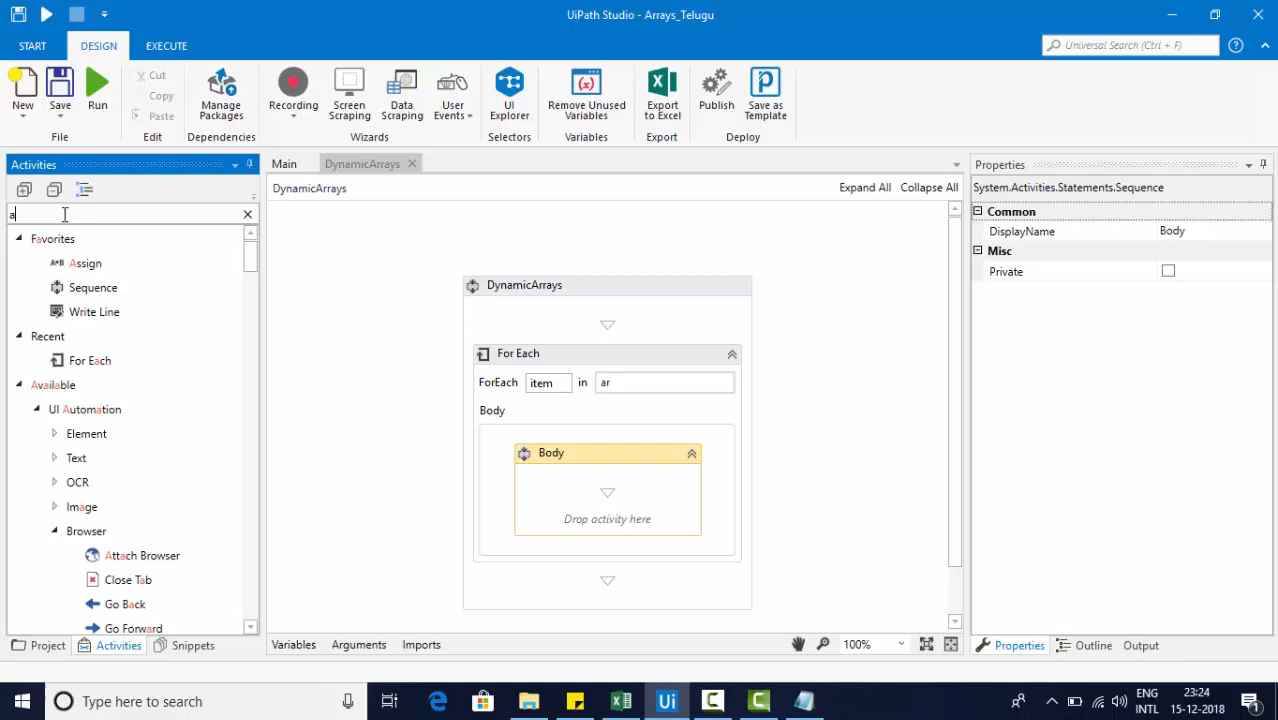 UiPath Studio - Arrays_Telugu
START DESIGN EXECUTE
Universal Search (Ctrl + F)
New
Save
Run
Cut
Copy
Paste
Manage Packages
Recording
Screen Scraping
Data Scraping
User Events
UI Explorer
Remove Unused Variables
Export to Excel
Publish
Save as Template
File Edit Dependencies Wizards Selectors Variables Export Deploy
Activities
a
Favorites
Assign
Sequence
Write Line
Recent
For Each
Available
UI Automation
Element
Text
OCR
Image
Browser
Attach Browser
Close Tab
Go Back
Go Forward
Project Activities Snippets
Main DynamicArrays
DynamicArrays Expand All Collapse All
DynamicArrays
For Each
ForEach item in ar
Body
Body
Drop activity here
Variables Arguments Imports 100%
Properties
System.Activities.Statements.Sequence
Common
DisplayName Body
Misc
Private
Properties Outline Output
Type here to search
ENG
INTL
23:24
15-12-2018